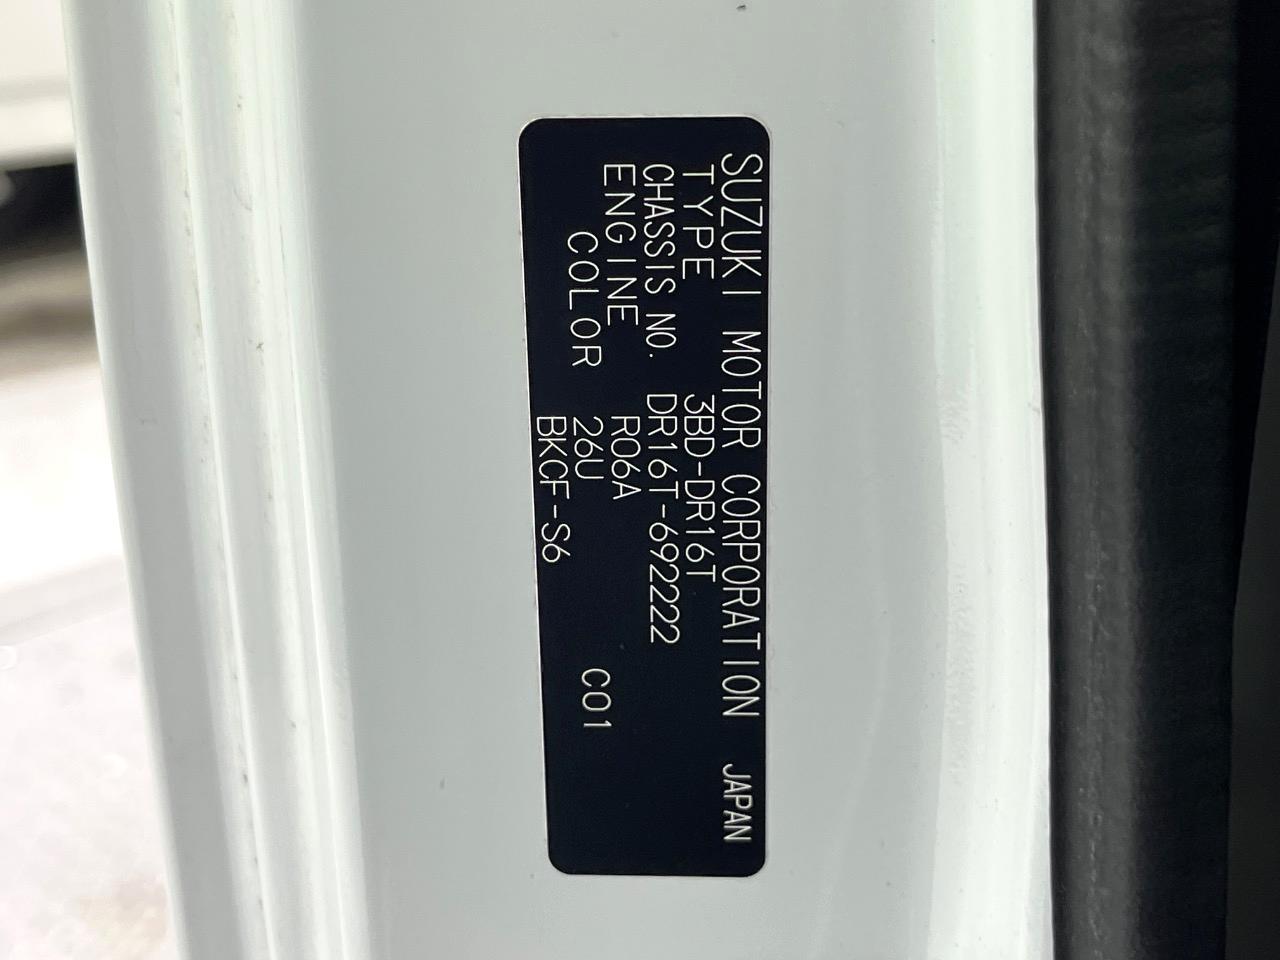 SUZUKI MOTOR CORPORATION JAPAN
TYPE 3BD-DR16T
CHASSIS NO. DR16T-692222
ENGINE R06A
COLOR 26U C01
BKCF-S6